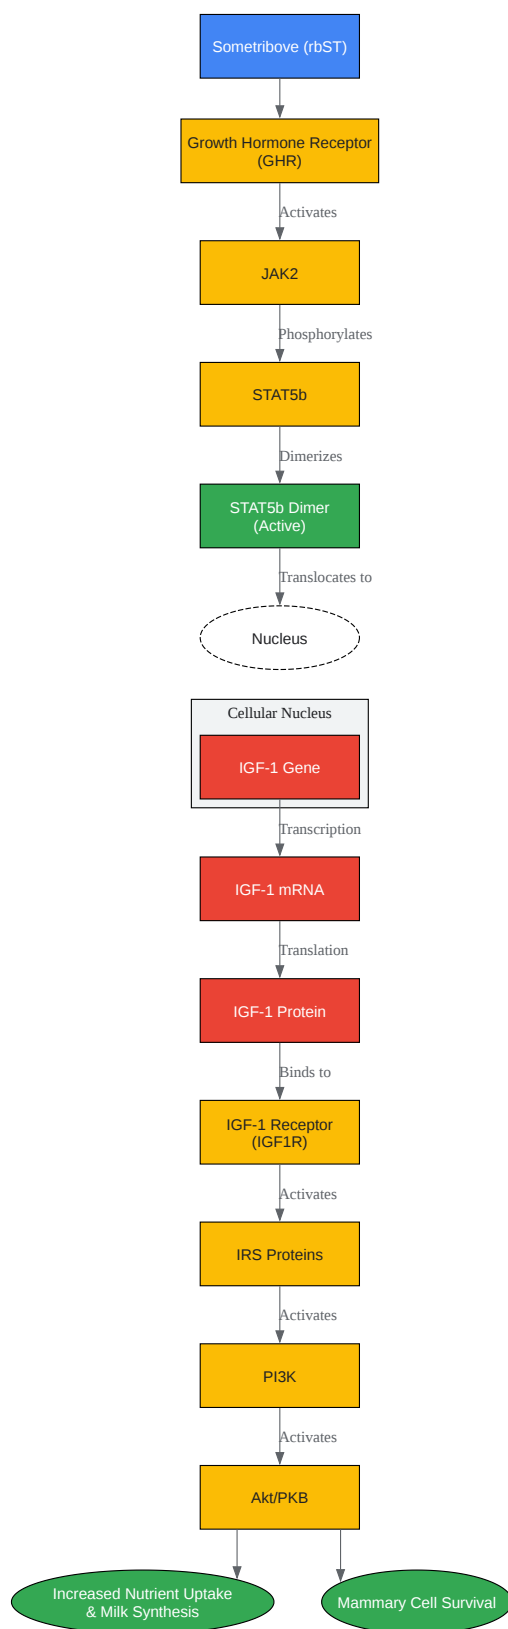 Sometribove (rbST)
Growth Hormone Receptor
(GHR)
Activates
JAK2
Phosphorylates
STAT5b
Dimerizes
STAT5b Dimer
(Active)
Translocates to
Nucleus
Cellular Nucleus
IGF-1 Gene
Transcription
IGF-1 mRNA
Translation
IGF-1 Protein
Binds to
IGF-1 Receptor
(IGF1R)
Activates
IRS Proteins
Activates
PI3K
Activates
Akt/PKB
Increased Nutrient Uptake
& Milk Synthesis
Mammary Cell Survival